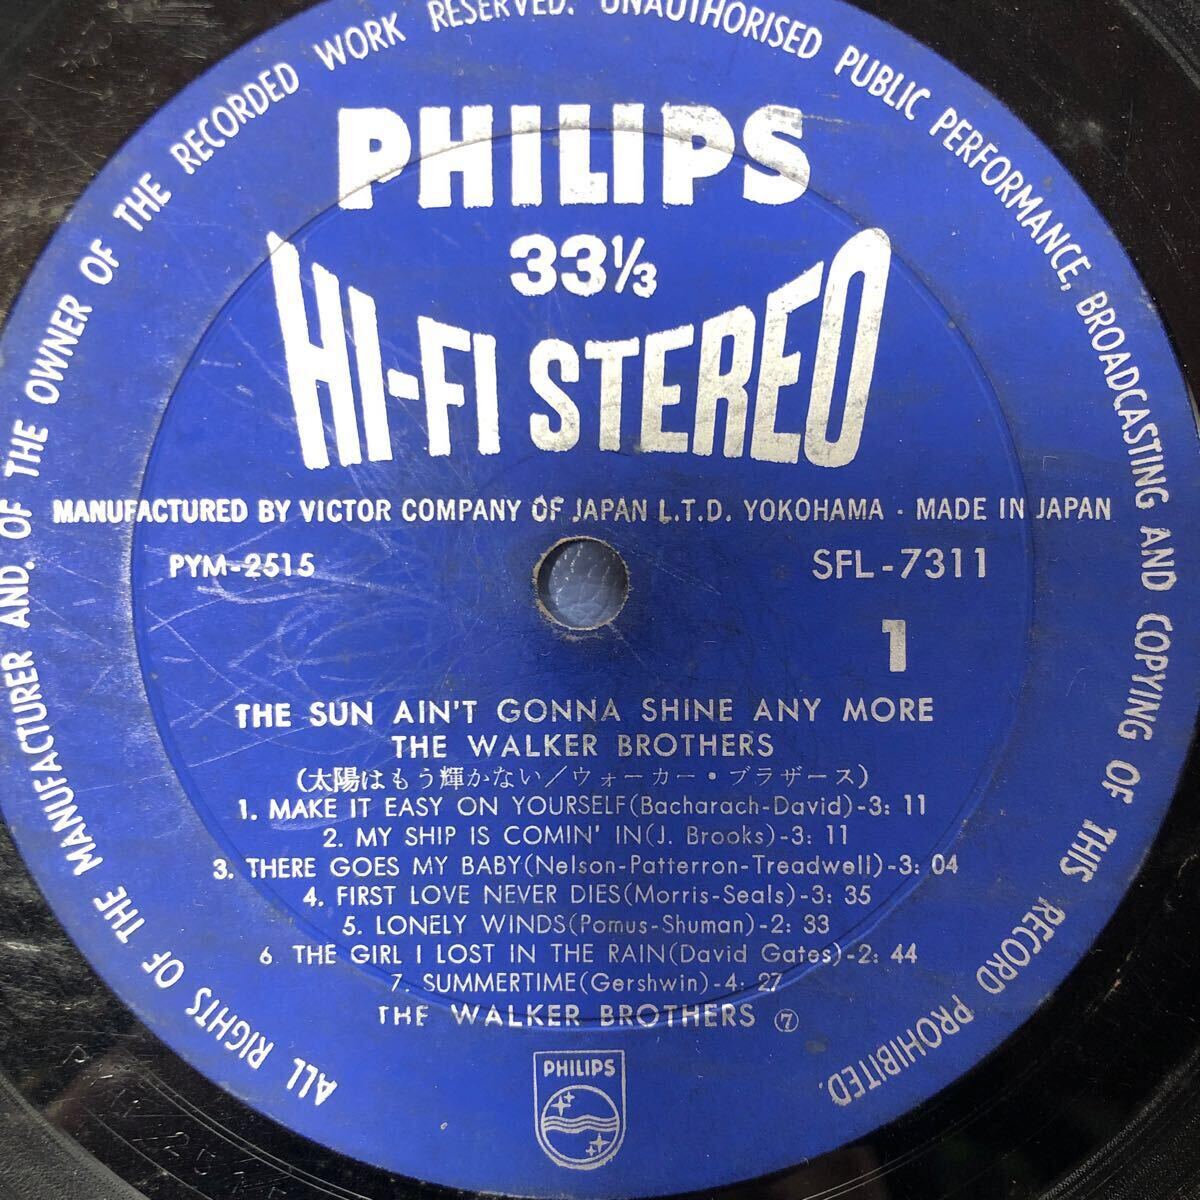 ALL RIGHTS OF THE MANUFACTURER AND, OF THE OWNER OF THE RECORDED WORK RESERVED. UNAUTHORISED PUBLIC PERFORMANCE, BROADCASTING AND COPYING OF THIS RECORD PROHIBITED.
PHILIPS
33⅓
HI-FI STEREO
MANUFACTURED BY VICTOR COMPANY OF JAPAN L.T.D. YOKOHAMA · MADE IN JAPAN
PYM-2515 SFL-7311
1
THE SUN AIN'T GONNA SHINE ANY MORE
THE WALKER BROTHERS
(太陽はもう輝かない/ウォーカー・ブラザース)
1. MAKE IT EASY ON YOURSELF(Bacharach-David)-3: 11
2. MY SHIP IS COMIN' IN(J. Brooks)-3: 11
3. THERE GOES MY BABY(Nelson-Patterron-Treadwell)-3: 04
4. FIRST LOVE NEVER DIES(Morris-Seals)-3: 35
5. LONELY WINDS(Pomus-Shuman)-2: 33
6. THE GIRL I LOST IN THE RAIN(David Gates)-2: 44
7. SUMMERTIME(Gershwin)-4: 27
THE WALKER BROTHERS ⑦
PHILIPS